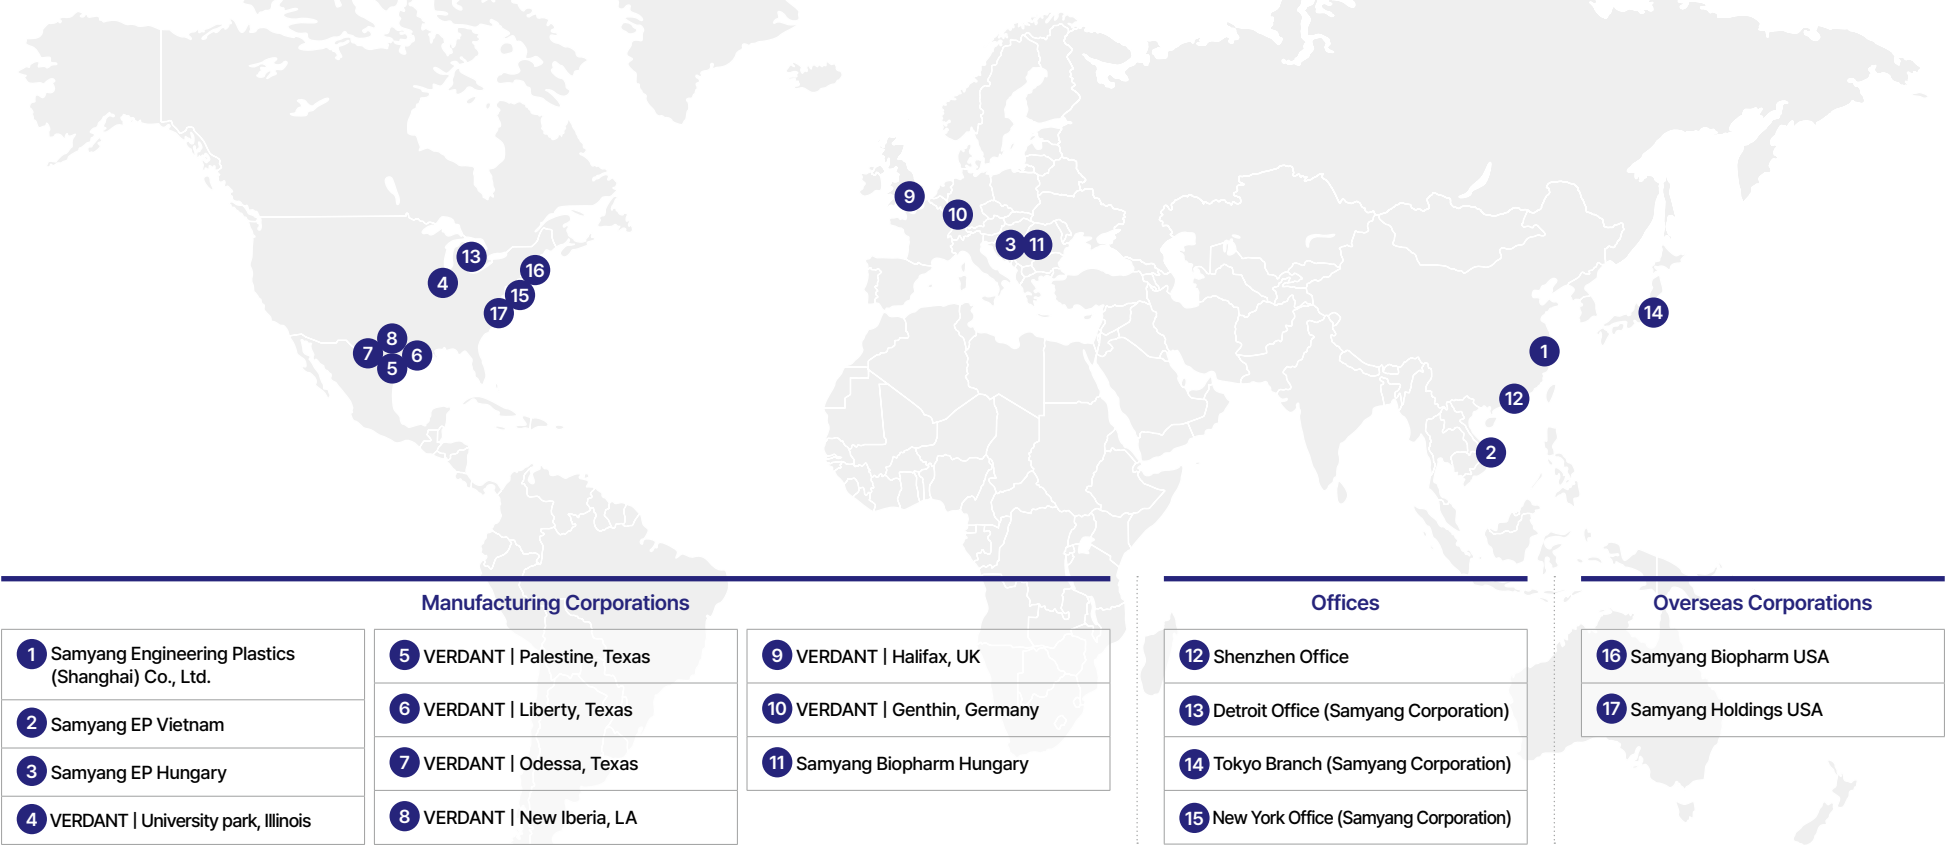 9
10
3
11
13
16
4
15
17
14
8
7
6
5
1
12
2
Manufacturing Corporations
1 Samyang Engineering Plastics
(Shanghai) Co., Ltd.
2 Samyang EP Vietnam
3 Samyang EP Hungary
4 VERDANT | University park, Illinois
5 VERDANT | Palestine, Texas
6 VERDANT | Liberty, Texas
7 VERDANT | Odessa, Texas
8 VERDANT | New Iberia, LA
9 VERDANT | Halifax, UK
10 VERDANT | Genthin, Germany
11 Samyang Biopharm Hungary
Offices
12 Shenzhen Office
13 Detroit Office (Samyang Corporation)
14 Tokyo Branch (Samyang Corporation)
15 New York Office (Samyang Corporation)
Overseas Corporations
16 Samyang Biopharm USA
17 Samyang Holdings USA